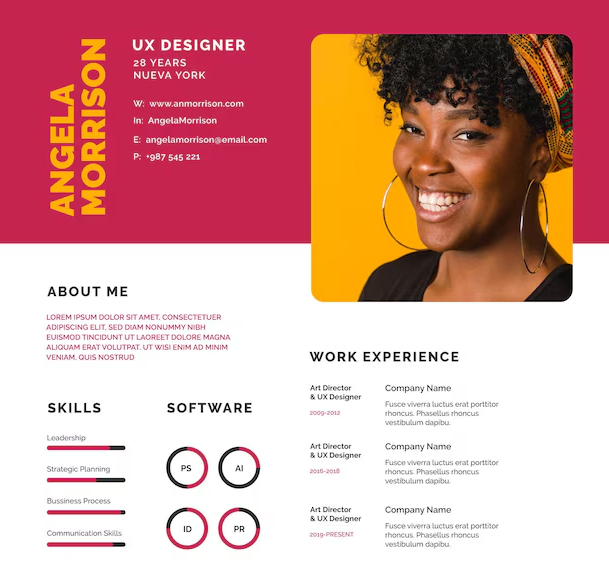 ANGELA
MORRISON
UX DESIGNER
28 YEARS
NUEVA YORK
W: www.anmorrison.com
In: AngelaMorrison
E: angelamorrison@email.com
P: +987 545 221
ABOUT ME
LOREM IPSUM DOLOR SIT AMET, CONSECTETUER
ADIPISCING ELIT, SED DIAM NONUMMY NIBH
EUISMOD TINCIDUNT UT LAOREET DOLORE MAGNA
ALIQUAM ERAT VOLUTPAT. UT WISI ENIM AD MINIM
VENIAM, QUIS NOSTRUD
SKILLS
Leadership
Strategic Planning
Bussiness Process
Communication Skills
SOFTWARE
PS
AI
ID
PR
WORK EXPERIENCE
Art Director
& UX Designer
2009-2012
Company Name
Fusce viverra luctus erat porttitor
rhoncus. Phasellus rhoncus
vestibulum dapibu.
Art Director
& UX Designer
2016-2018
Company Name
Fusce viverra luctus erat porttitor
rhoncus. Phasellus rhoncus
vestibulum dapibu.
Art Director
& UX Designer
2019-PRESENT
Company Name
Fusce viverra luctus erat porttitor
rhoncus. Phasellus rhoncus
vestibulum dapibu.